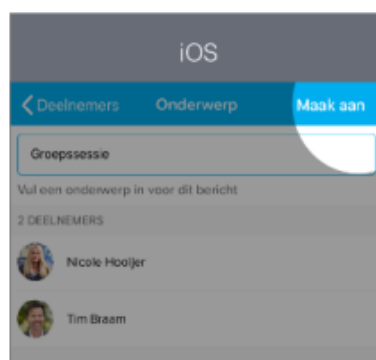 iOS
Deelnemers Onderwerp Maak aan
Groepssessie
Vul een onderwerp in voor dit bericht
2 DEELNEMERS
Nicole Hooijer
Tim Braam